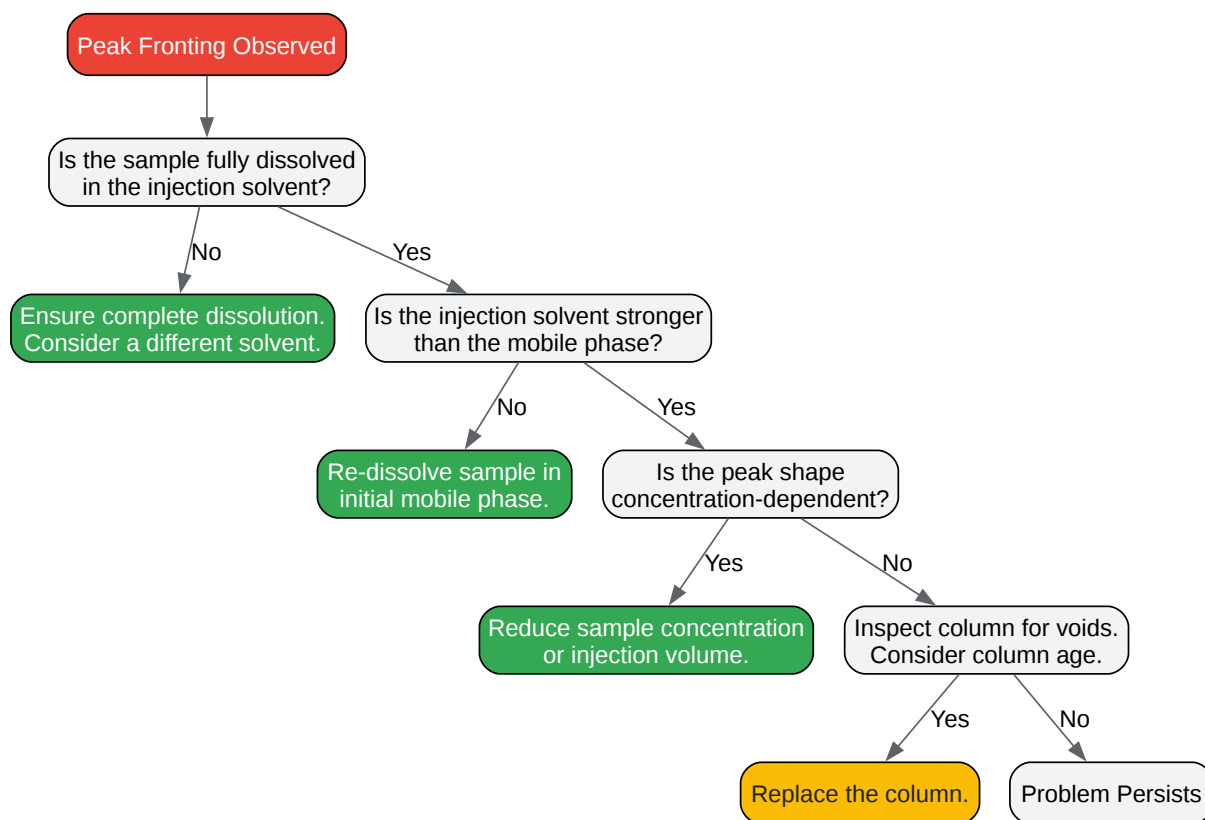 Peak Fronting Observed
Is the sample fully dissolved
in the injection solvent?
No
Yes
Ensure complete dissolution.
Consider a different solvent.
Is the injection solvent stronger
than the mobile phase?
No
Yes
Re-dissolve sample in
initial mobile phase.
Is the peak shape
concentration-dependent?
Yes
No
Reduce sample concentration
or injection volume.
Inspect column for voids.
Consider column age.
Yes
No
Replace the column.
Problem Persists